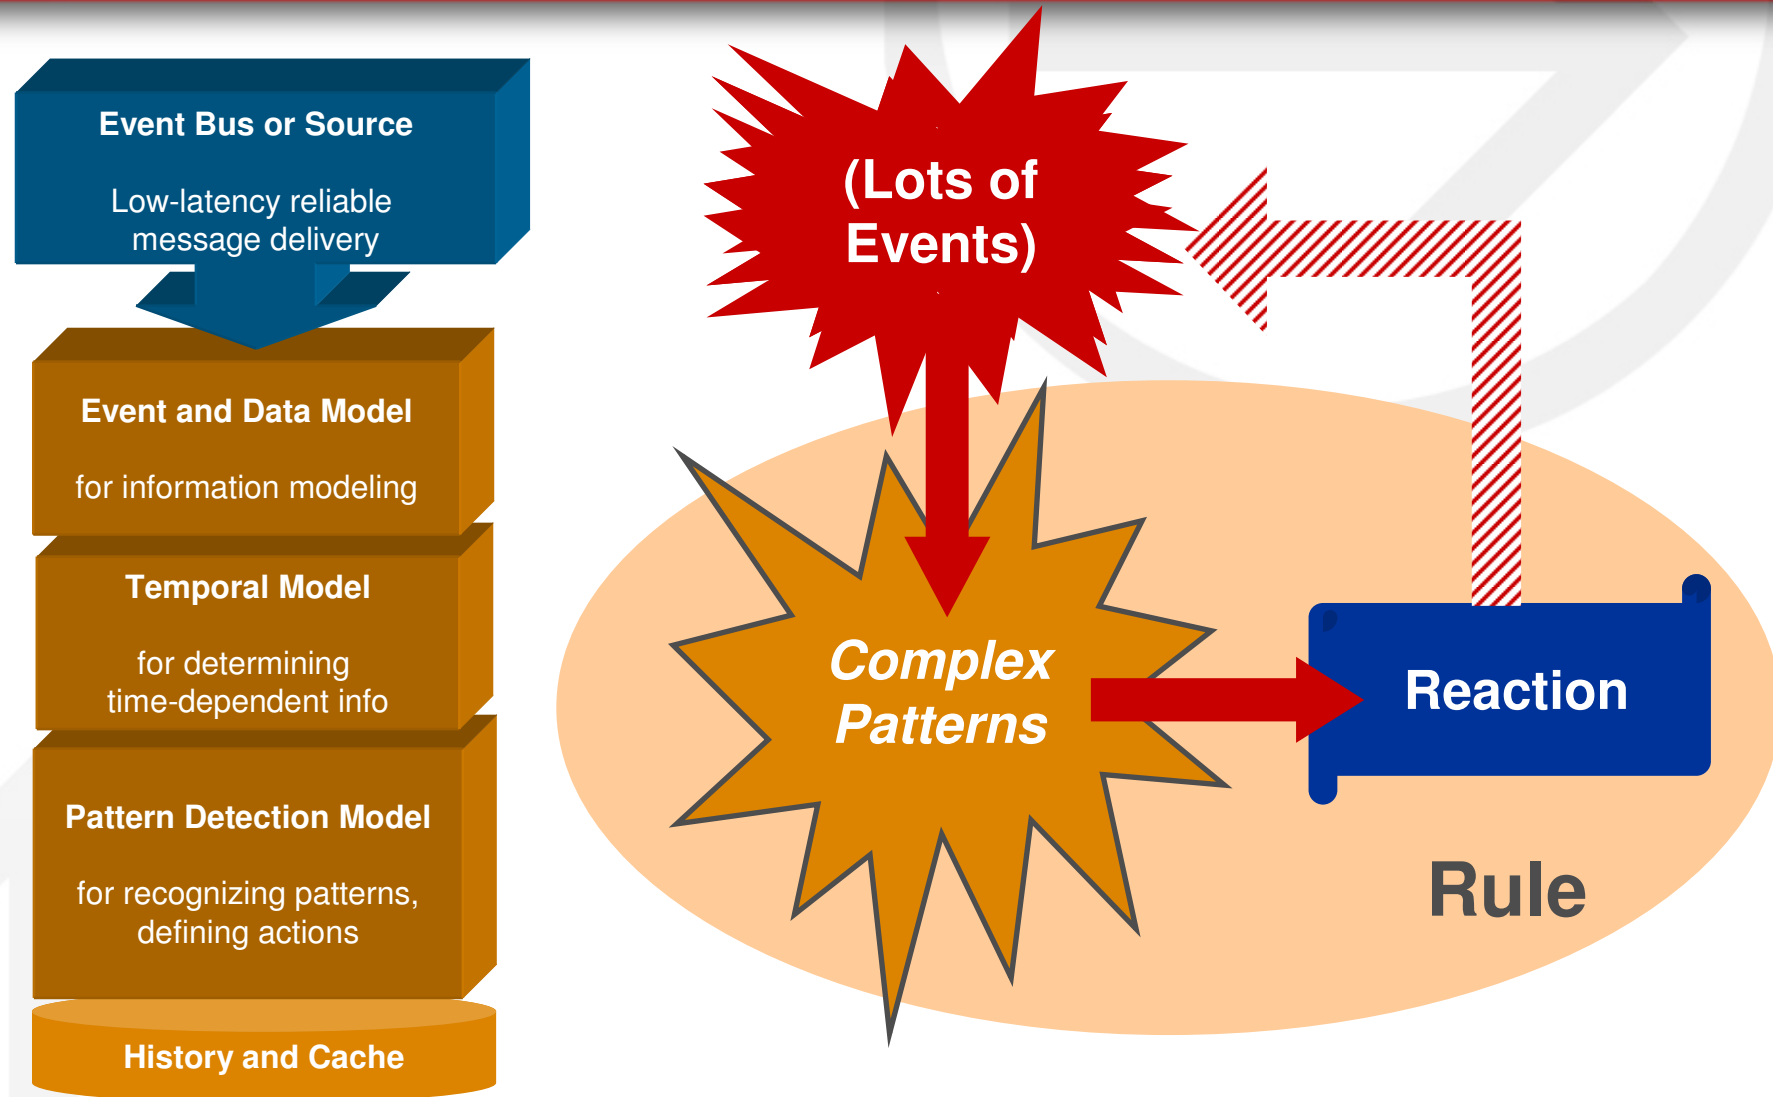 Event Bus or Source
Low-latency reliable
message delivery
Event and Data Model
for information modeling
Temporal Model
for determining
time-dependent info
Pattern Detection Model
for recognizing patterns,
defining actions
History and Cache
(Lots of
Events)
Complex
Patterns
Reaction
Rule